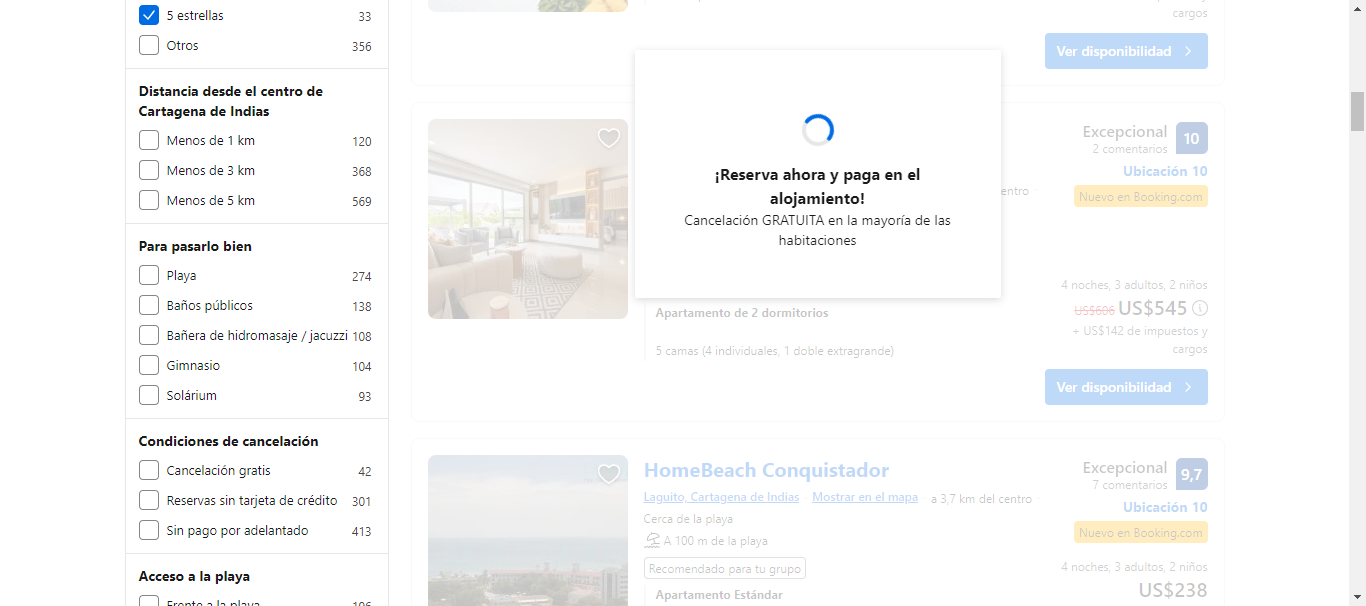 5 estrellas 33
Otros 356
Distancia desde el centro de
Cartagena de Indias
Menos de 1 km 120
Menos de 3 km 368
Menos de 5 km 569
Para pasarlo bien
Playa 274
Baños públicos 138
Bañera de hidromasaje / jacuzzi 108
Gimnasio 104
Solárium 93
Condiciones de cancelación
Cancelación gratis 42
Reservas sin tarjeta de crédito 301
Sin pago por adelantado 413
Acceso a la playa
Frente a la playa 196
cargos
Ver disponibilidad
¡Reserva ahora y paga en el
alojamiento!
Cancelación GRATUITA en la mayoría de las
habitaciones
Excepcional 10
2 comentarios
Ubicación 10
entro
Nuevo en Booking.com
4 noches, 3 adultos, 2 niños
US$606 US$545
+ US$142 de impuestos y
cargos
Apartamento de 2 dormitorios
5 camas (4 individuales, 1 doble extragrande)
Ver disponibilidad
HomeBeach Conquistador
Laguito, Cartagena de Indias Mostrar en el mapa a 3,7 km del centro
Cerca de la playa
A 100 m de la playa
Recomendado para tu grupo
Apartamento Estándar
Excepcional 9,7
7 comentarios
Ubicación 10
Nuevo en Booking.com
4 noches, 3 adultos, 2 niños
US$238